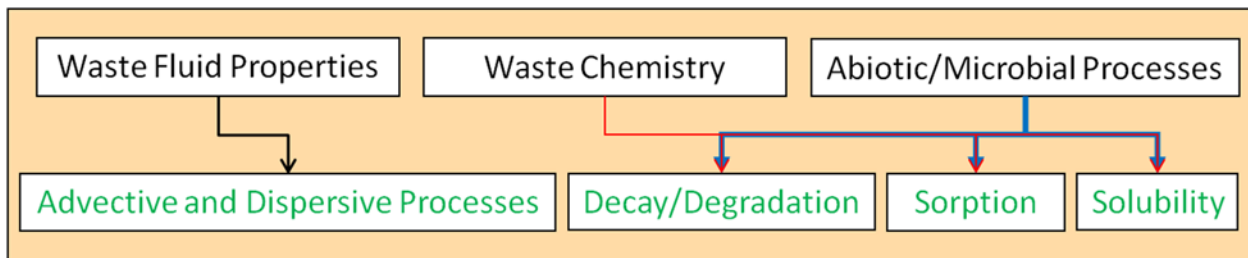 Waste Fluid Properties
Waste Chemistry
Abiotic/Microbial Processes
Advective and Dispersive Processes
Decay/Degradation
Sorption
Solubility